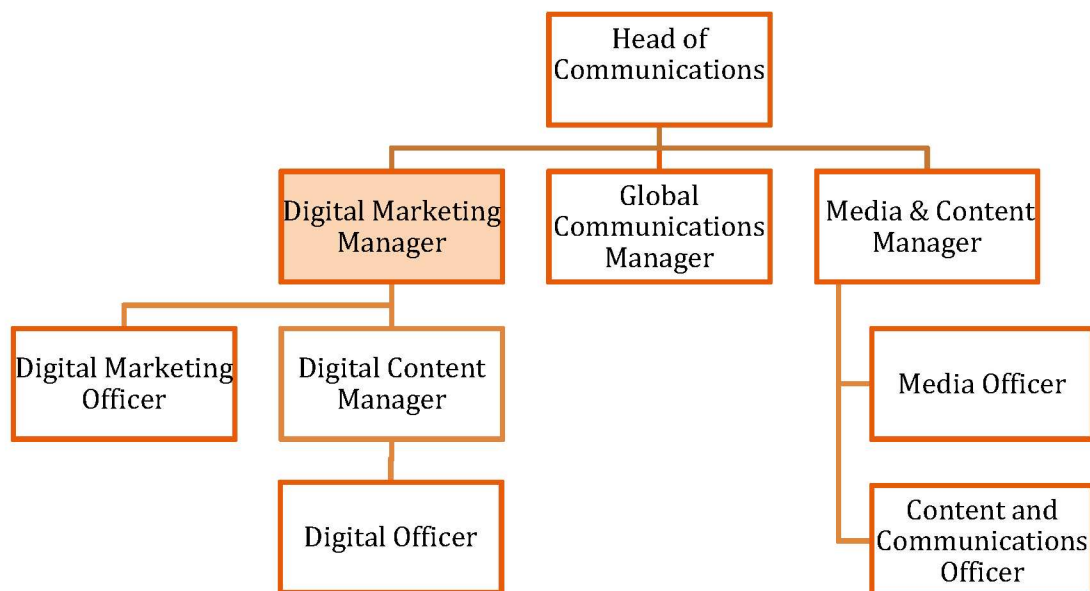 Head of
Communications
Digital Marketing
Manager
Global
Communications
Manager
Media & Content
Manager
Digital Marketing
Officer
Digital Content
Manager
Media Officer
Digital Officer
Content and
Communications
Officer